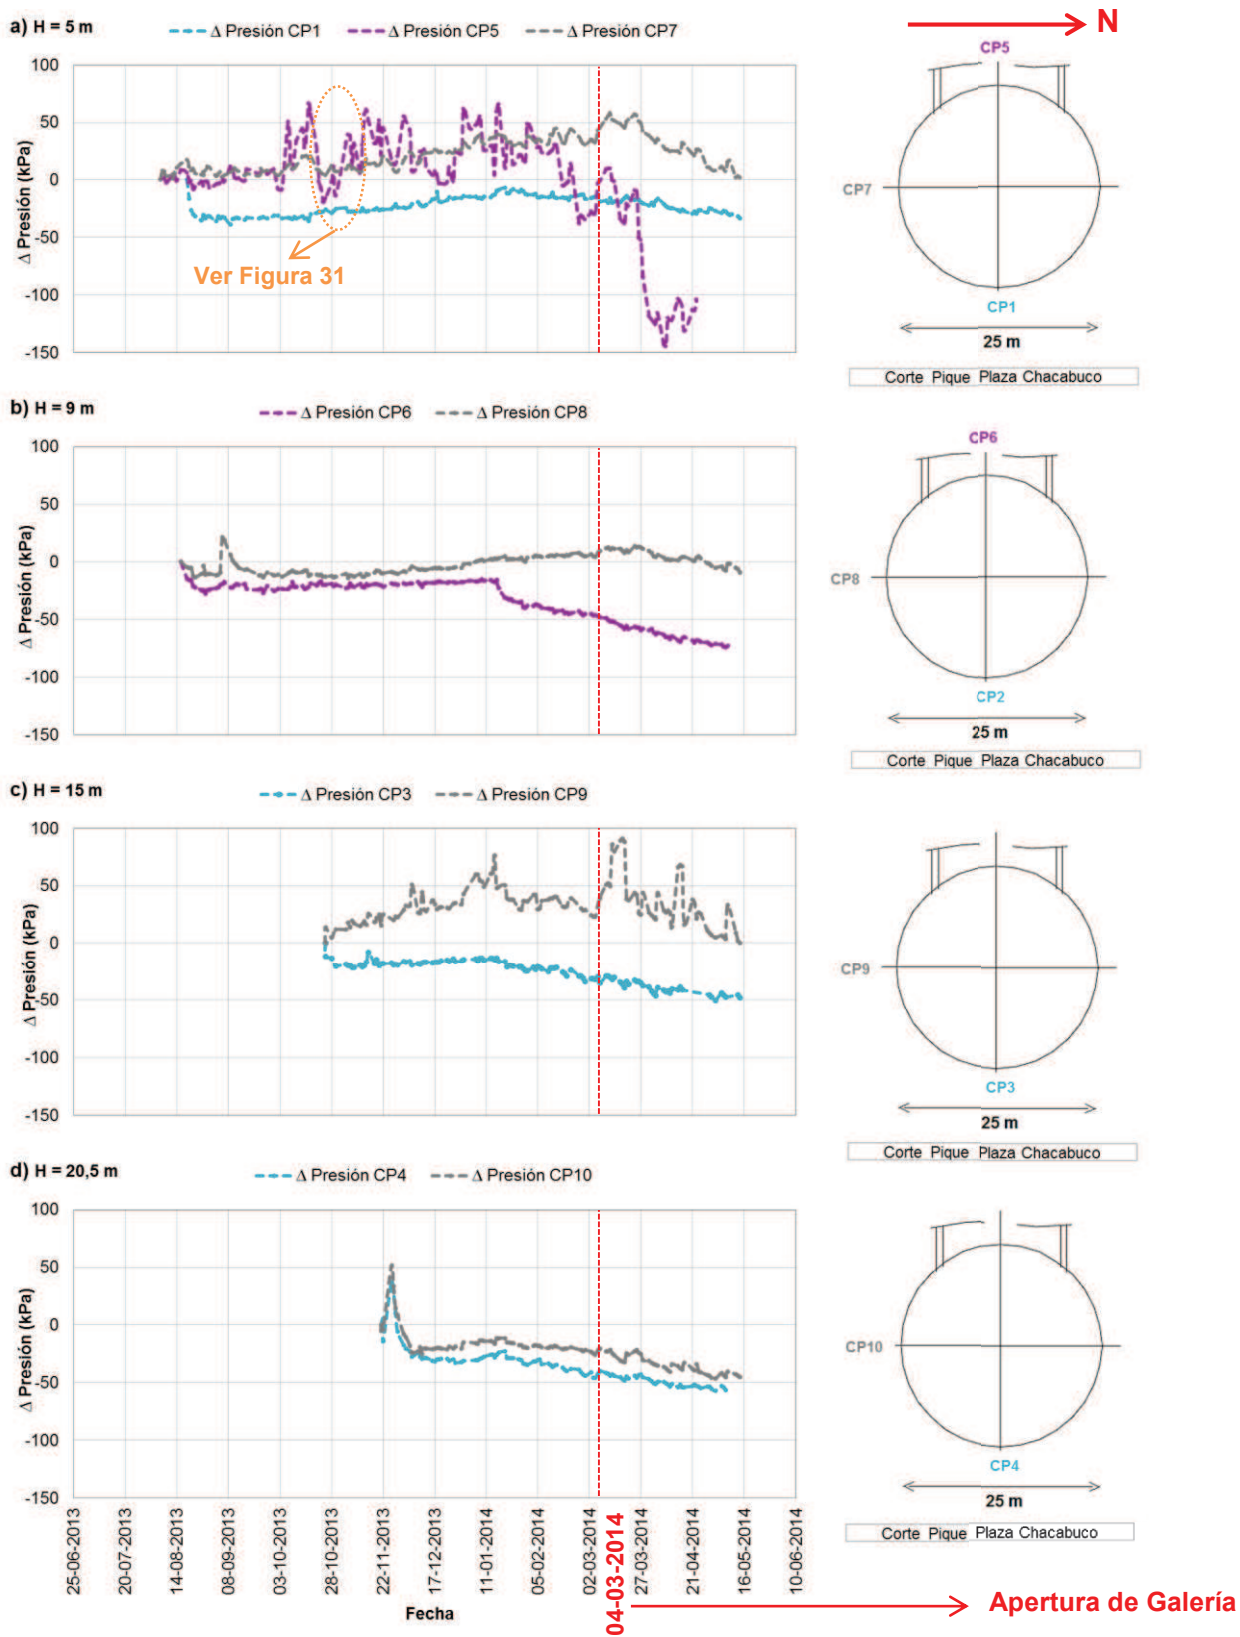 a) H = 5 m
Δ Presión CP1
Δ Presión CP5
Δ Presión CP7
N
100
50
0
-50
-100
-150
Δ Presión (kPa)
Ver Figura 31
CP5
CP7
CP1
25 m
Corte Pique Plaza Chacabuco
b) H = 9 m
Δ Presión CP6
Δ Presión CP8
100
50
0
-50
-100
-150
Δ Presión (kPa)
CP6
CP8
CP2
25 m
Corte Pique Plaza Chacabuco
c) H = 15 m
Δ Presión CP3
Δ Presión CP9
100
50
0
-50
-100
-150
Δ Presión (kPa)
CP9
CP3
25 m
Corte Pique Plaza Chacabuco
d) H = 20,5 m
Δ Presión CP4
Δ Presión CP10
100
50
0
-50
-100
-150
Δ Presión (kPa)
CP10
CP4
25 m
Corte Pique Plaza Chacabuco
25-06-2013
20-07-2013
14-08-2013
08-09-2013
03-10-2013
28-10-2013
22-11-2013
17-12-2013
11-01-2014
05-02-2014
02-03-2014
27-03-2014
21-04-2014
16-05-2014
10-06-2014
04-03-2014
Fecha
Apertura de Galería